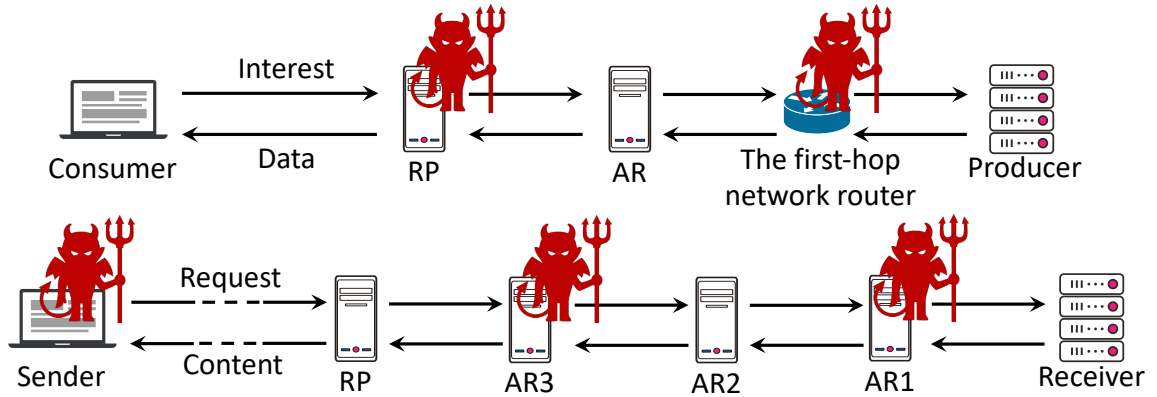 Interest
Data
Consumer
RP
AR
The first-hop
network router
Producer
Request
Content
Sender
RP
AR3
AR2
AR1
Receiver